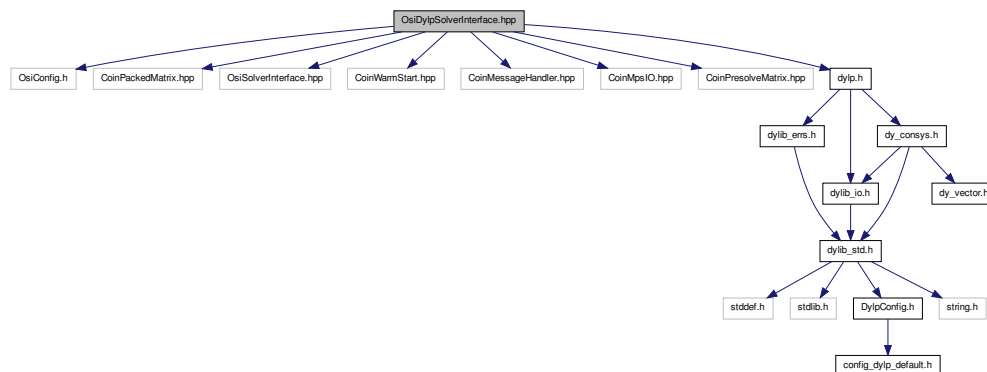 OsiDylpSolverInterface.hpp
OsiConfig.h
CoinPackedMatrix.hpp
OsiSolverInterface.hpp
CoinWarmStart.hpp
CoinMessageHandler.hpp
CoinMpsIO.hpp
CoinPresolveMatrix.hpp
dylp.h
dylib_errs.h
dy_consys.h
dylib_io.h
dy_vector.h
dylib_std.h
stddef.h
stdlib.h
DylpConfig.h
string.h
config_dylp_default.h